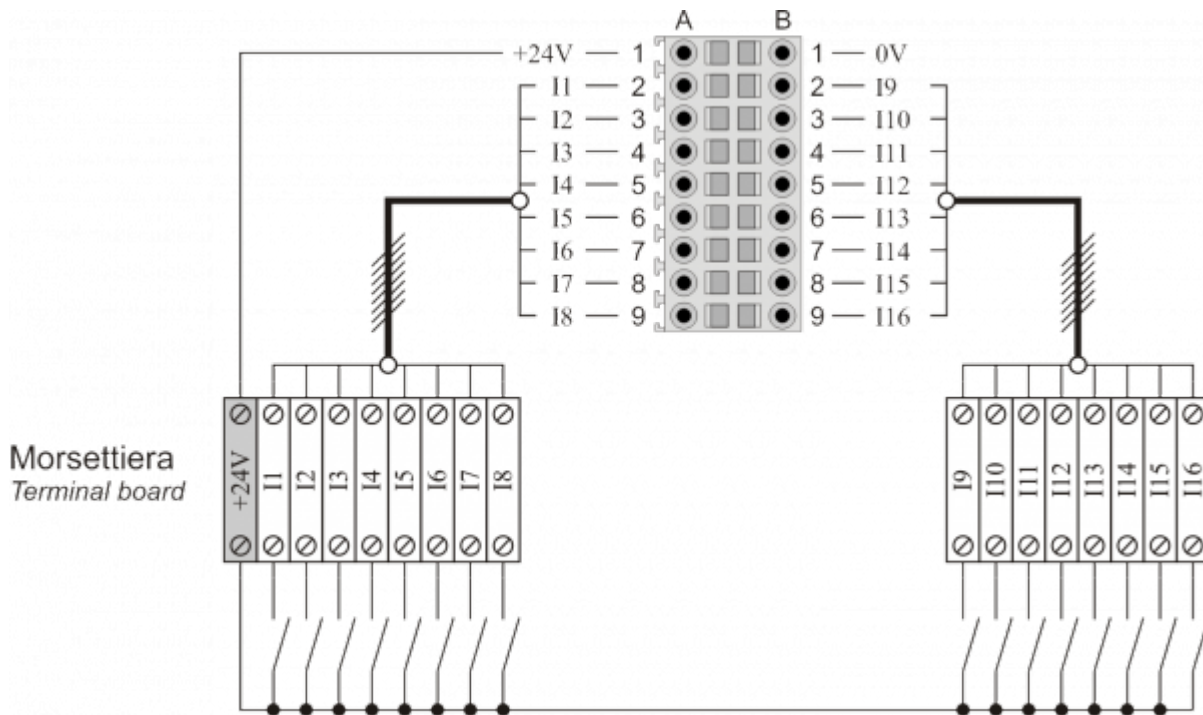 A B
+24V 1 1 0V
I1 2 2 I9
I2 3 3 I10
I3 4 4 I11
I4 5 5 I12
I5 6 6 I13
I6 7 7 I14
I7 8 8 I15
I8 9 9 I16
Morsettiera
Terminal board
+24V I1 I2 I3 I4 I5 I6 I7 I8
I9 I10 I11 I12 I13 I14 I15 I16